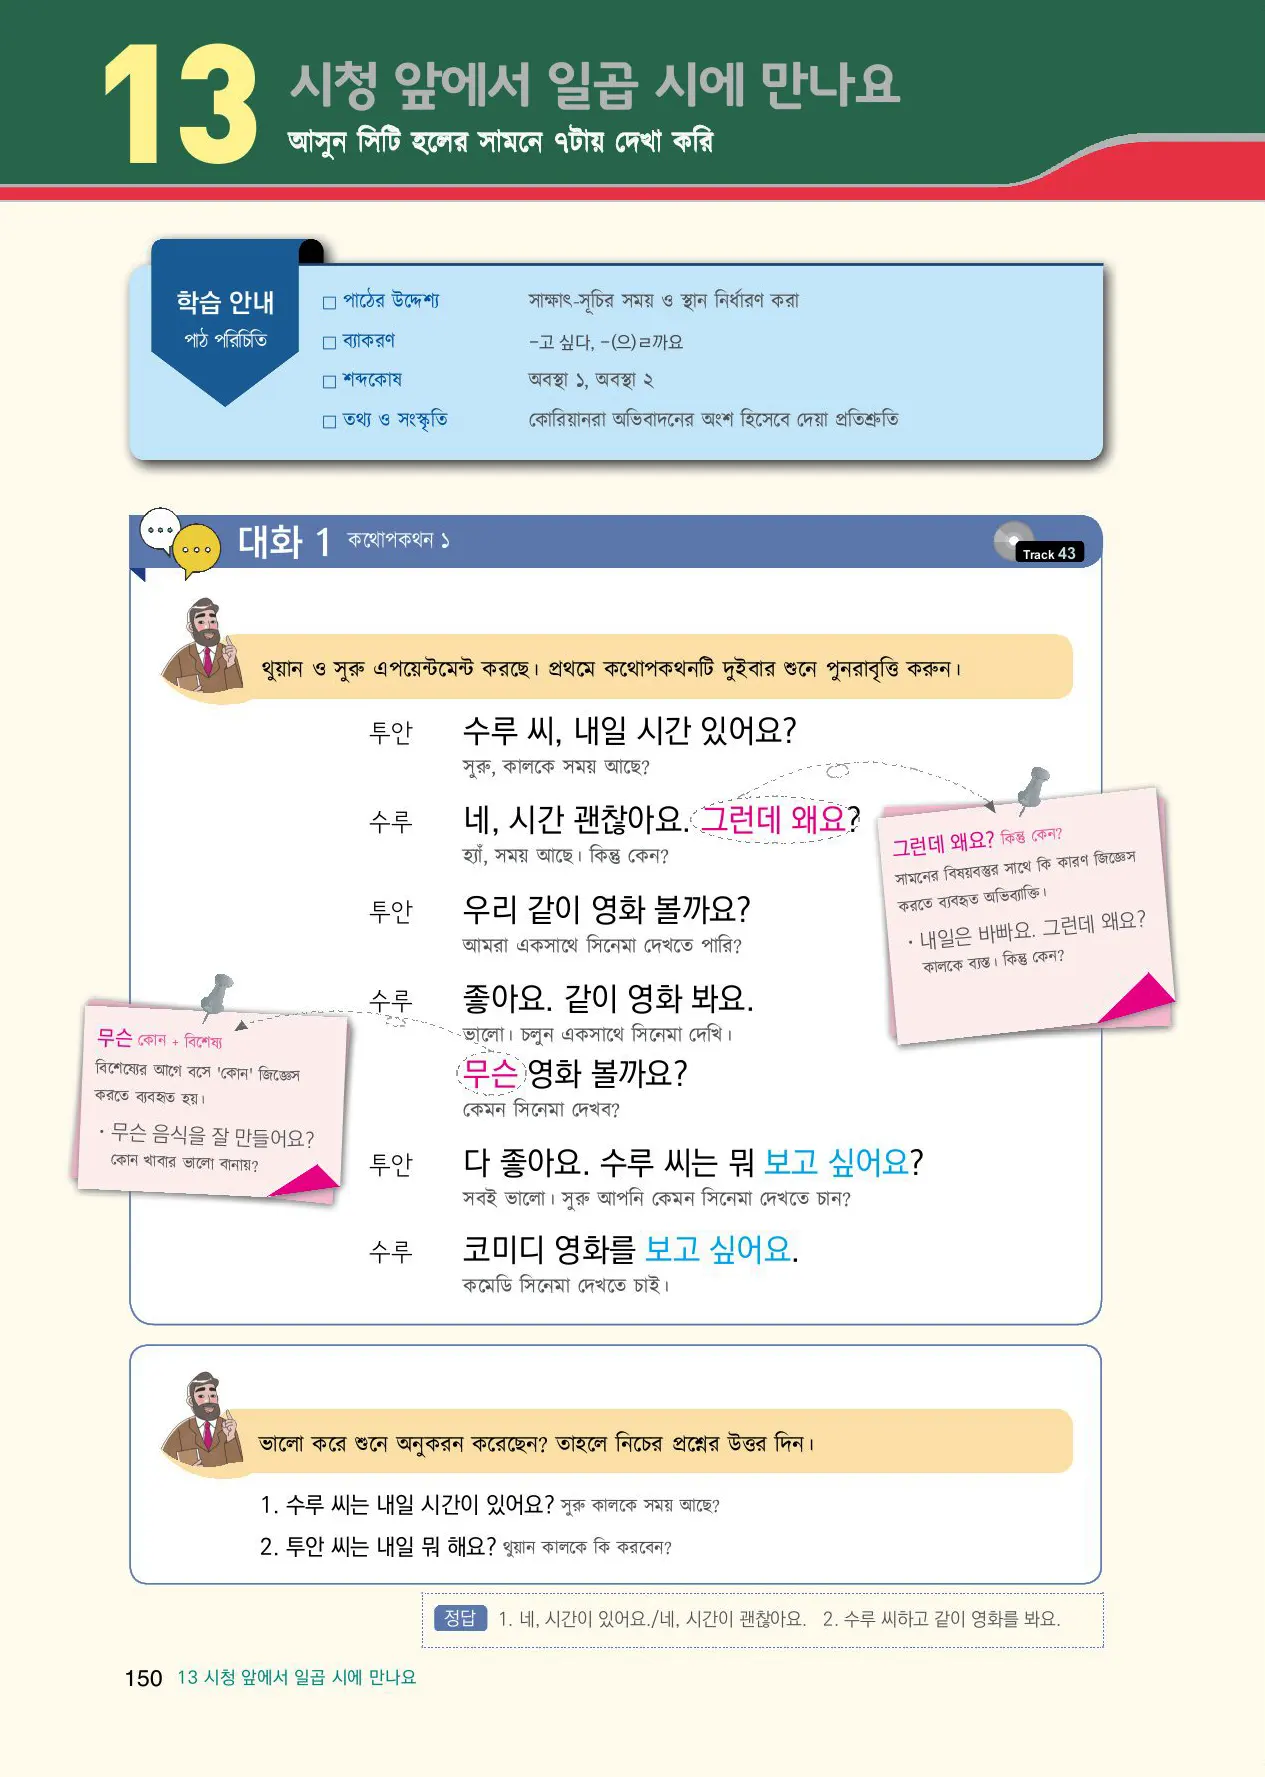 13
시청 앞에서 일곱 시에 만나요
আসুন সিটি হলের সামনে ৭টায় দেখা করি
학습 안내
পাঠ পরিচিতি
□ পাঠের উদ্দেশ্য সাক্ষাৎ-সূচির সময় ও স্থান নির্ধারণ করা
□ ব্যাকরণ -고 싶다, -(으)ㄹ까요
□ শব্দকোষ অবস্থা ১, অবস্থা ২
□ তথ্য ও সংস্কৃতি কোরিয়ানরা অভিবাদনের অংশ হিসেবে দেয়া প্রতিশ্রুতি
대화 1 কথোপকথন ১
Track 43
থুয়ান ও সুরু এপয়েন্টমেন্ট করছে। প্রথমে কথোপকথনটি দুইবার শুনে পুনরাবৃত্তি করুন।
투안 수루 씨, 내일 시간 있어요?
সুরু, কালকে সময় আছে?
수루 네, 시간 괜찮아요. 그런데 왜요?
হ্যাঁ, সময় আছে। কিন্তু কেন?
그런데 왜요? কিন্তু কেন?
সামনের বিষয়বস্তুর সাথে কি কারণ জিজ্ঞেস
করতে ব্যবহৃত অভিব্যক্তি।
· 내일은 바빠요. 그런데 왜요?
কালকে ব্যস্ত। কিন্তু কেন?
투안 우리 같이 영화 볼까요?
আমরা একসাথে সিনেমা দেখতে পারি?
수루 좋아요. 같이 영화 봐요.
ভালো। চলুন একসাথে সিনেমা দেখি।
무슨 영화 볼까요?
কেমন সিনেমা দেখব?
무슨 কোন + বিশেষ্য
বিশেষ্যের আগে বসে 'কোন' জিজ্ঞেস
করতে ব্যবহৃত হয়।
· 무슨 음식을 잘 만들어요?
কোন খাবার ভালো বানায়?
투안 다 좋아요. 수루 씨는 뭐 보고 싶어요?
সবই ভালো। সুরু আপনি কেমন সিনেমা দেখতে চান?
수루 코미디 영화를 보고 싶어요.
কমেডি সিনেমা দেখতে চাই।
ভালো করে শুনে অনুকরন করেছেন? তাহলে নিচের প্রশ্নের উত্তর দিন।
1. 수루 씨는 내일 시간이 있어요? সুরু কালকে সময় আছে?
2. 투안 씨는 내일 뭐 해요? থুয়ান কালকে কি করবেন?
정답 1. 네, 시간이 있어요./네, 시간이 괜찮아요. 2. 수루 씨하고 같이 영화를 봐요.
150 13 시청 앞에서 일곱 시에 만나요